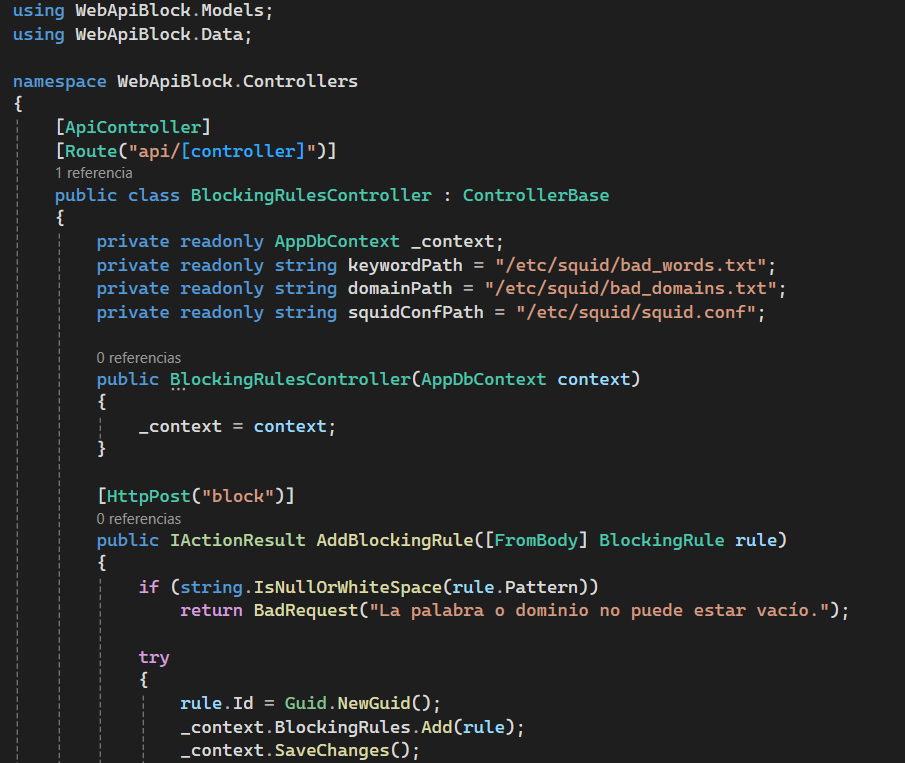 using WebApiBlock.Models;
using WebApiBlock.Data;
namespace WebApiBlock.Controllers
{
[ApiController]
[Route("api/[controller]")]
1 referencia
public class BlockingRulesController : ControllerBase
{
private readonly AppDbContext _context;
private readonly string keywordPath = "/etc/squid/bad_words.txt";
private readonly string domainPath = "/etc/squid/bad_domains.txt";
private readonly string squidConfPath = "/etc/squid/squid.conf";
0 referencias
public BlockingRulesController(AppDbContext context)
{
_context = context;
}
[HttpPost("block")]
0 referencias
public IActionResult AddBlockingRule([FromBody] BlockingRule rule)
{
if (string.IsNullOrWhiteSpace(rule.Pattern))
return BadRequest("La palabra o dominio no puede estar vacío.");
try
{
rule.Id = Guid.NewGuid();
_context.BlockingRules.Add(rule);
_context.SaveChanges();